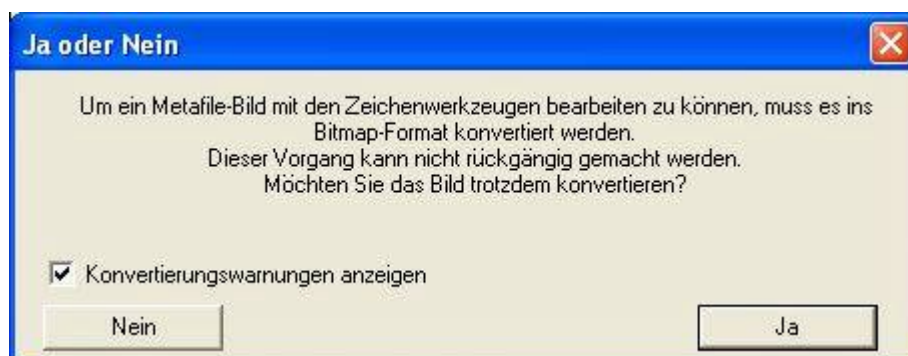 Ja oder Nein
Um ein Metafile-Bild mit den Zeichenwerkzeugen bearbeiten zu können, muss es ins
Bitmap-Format konvertiert werden.
Dieser Vorgang kann nicht rückgängig gemacht werden.
Möchten Sie das Bild trotzdem konvertieren?
Konvertierungswarnungen anzeigen
Nein
Ja